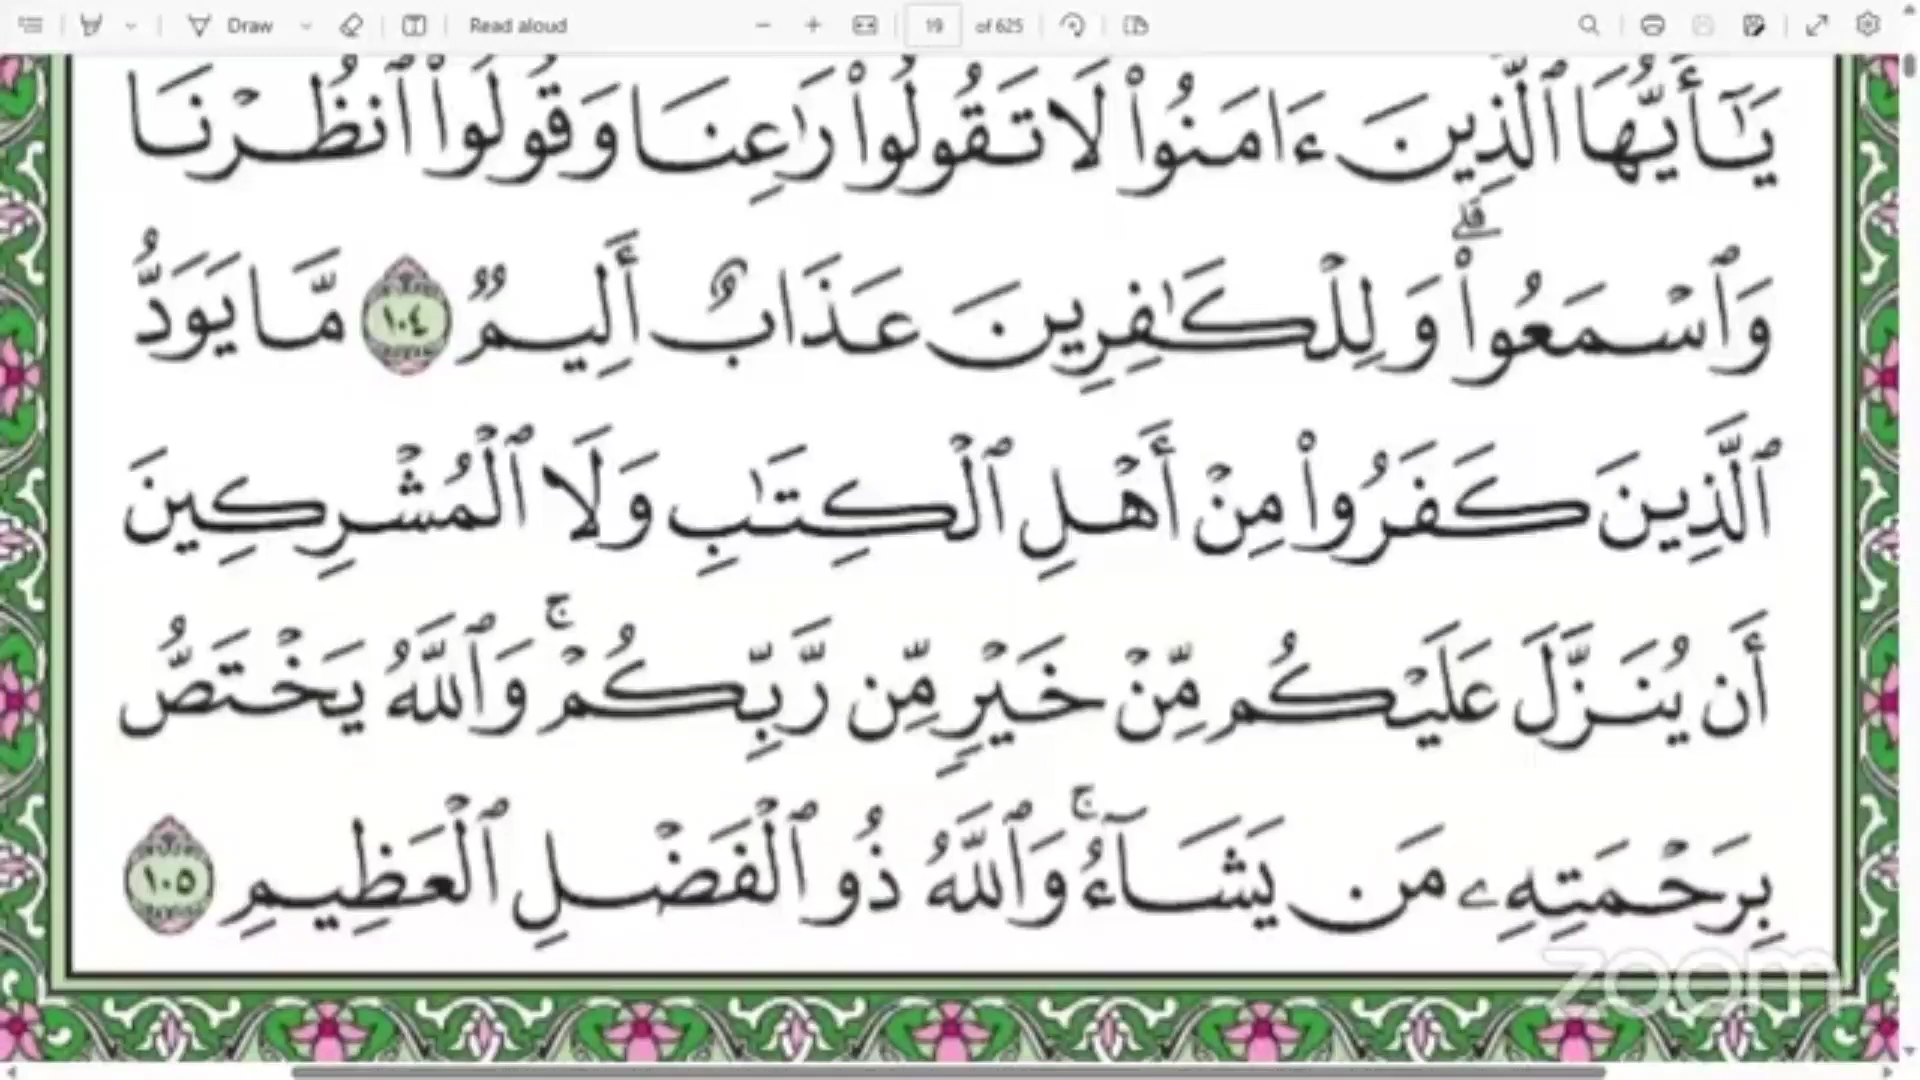 Draw Read aloud 19 of 625
يَـٰٓأَيُّهَا ٱلَّذِينَ ءَامَنُوا۟ لَا تَقُولُوا۟ رَٰعِنَا وَقُولُوا۟ ٱنظُرْنَا
وَٱسْمَعُوا۟ ۗ وَلِلْكَـٰفِرِينَ عَذَابٌ أَلِيمٌ ١٠٤ مَّا يَوَدُّ
ٱلَّذِينَ كَفَرُوا۟ مِنْ أَهْلِ ٱلْكِتَـٰبِ وَلَا ٱلْمُشْرِكِينَ
أَن يُنَزَّلَ عَلَيْكُم مِّنْ خَيْرٍ مِّن رَّبِّكُمْ ۚ وَٱللَّهُ يَخْتَصُّ
بِرَحْمَتِهِۦ مَن يَشَآءُ ۚ وَٱللَّهُ ذُو ٱلْفَضْلِ ٱلْعَظِيمِ ١٠٥
zoom